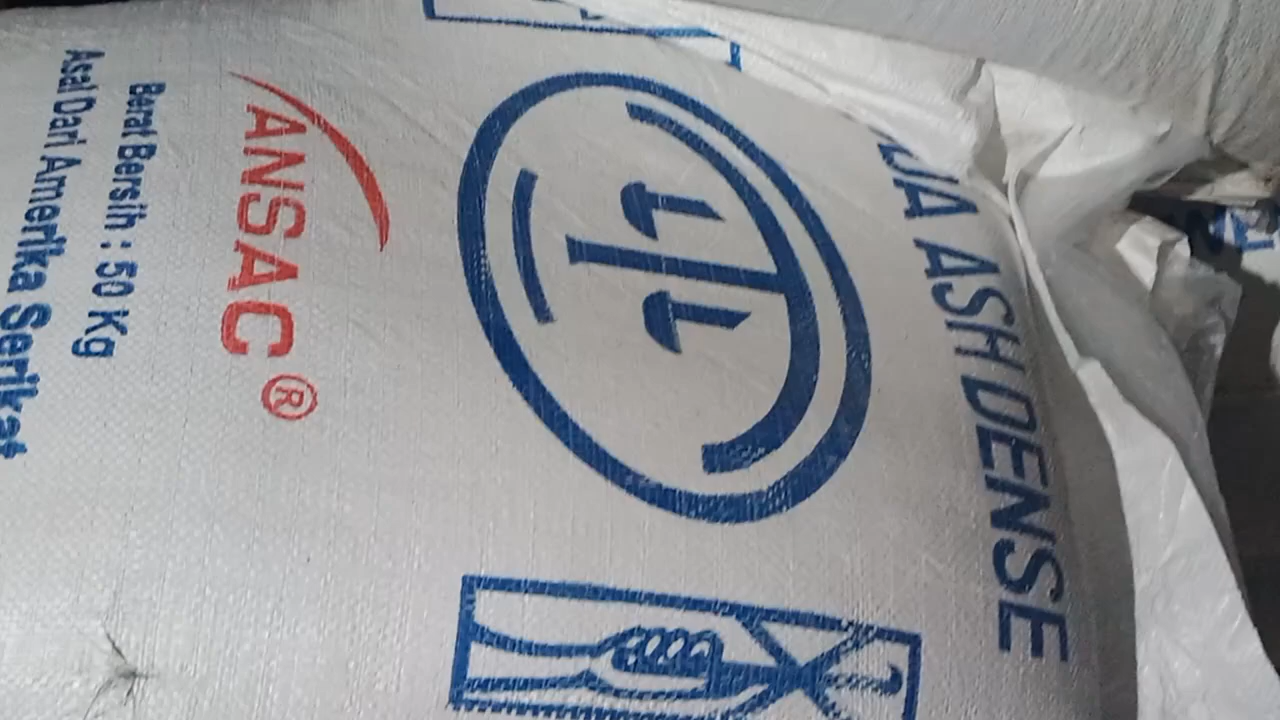 ASH DENSE
ANSAC®
Berat Bersih : 50 Kg
Asal Dari Amerika Serikat